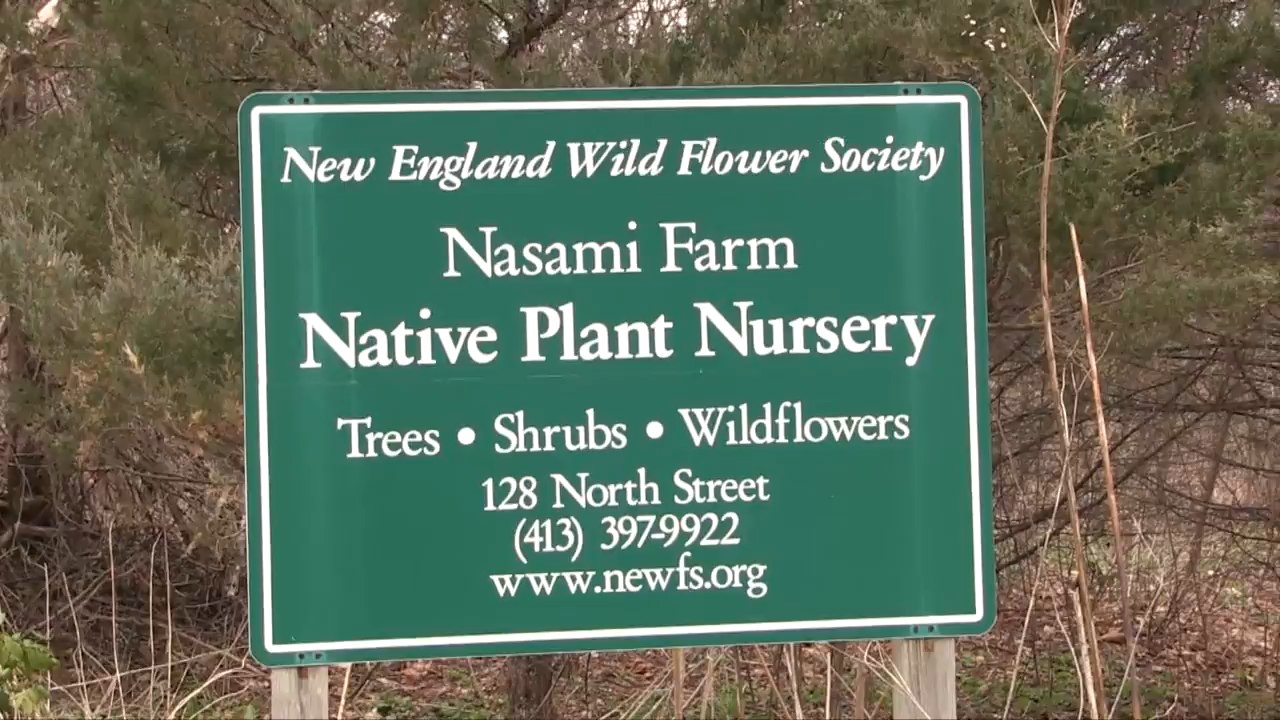 New England Wild Flower Society
Nasami Farm
Native Plant Nursery
Trees • Shrubs • Wildflowers
128 North Street
(413) 397-9922
www.newfs.org